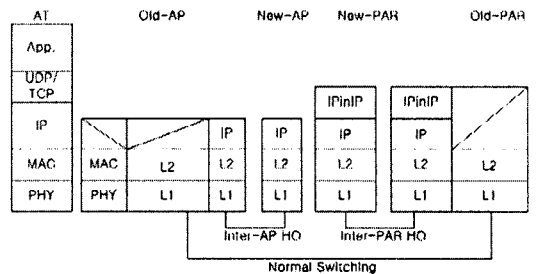 AT Old-AP New-AP New-PAR Old-PAR
App.
UDP/
TCP
IPinIP IPinIP
IP IP IP IP IP
MAC MAC L2 L2 L2 L2 L2 L2
PHY PHY L1 L1 L1 L1 L1 L1
Inter-AP HO Inter-PAR HO
Normal Switching